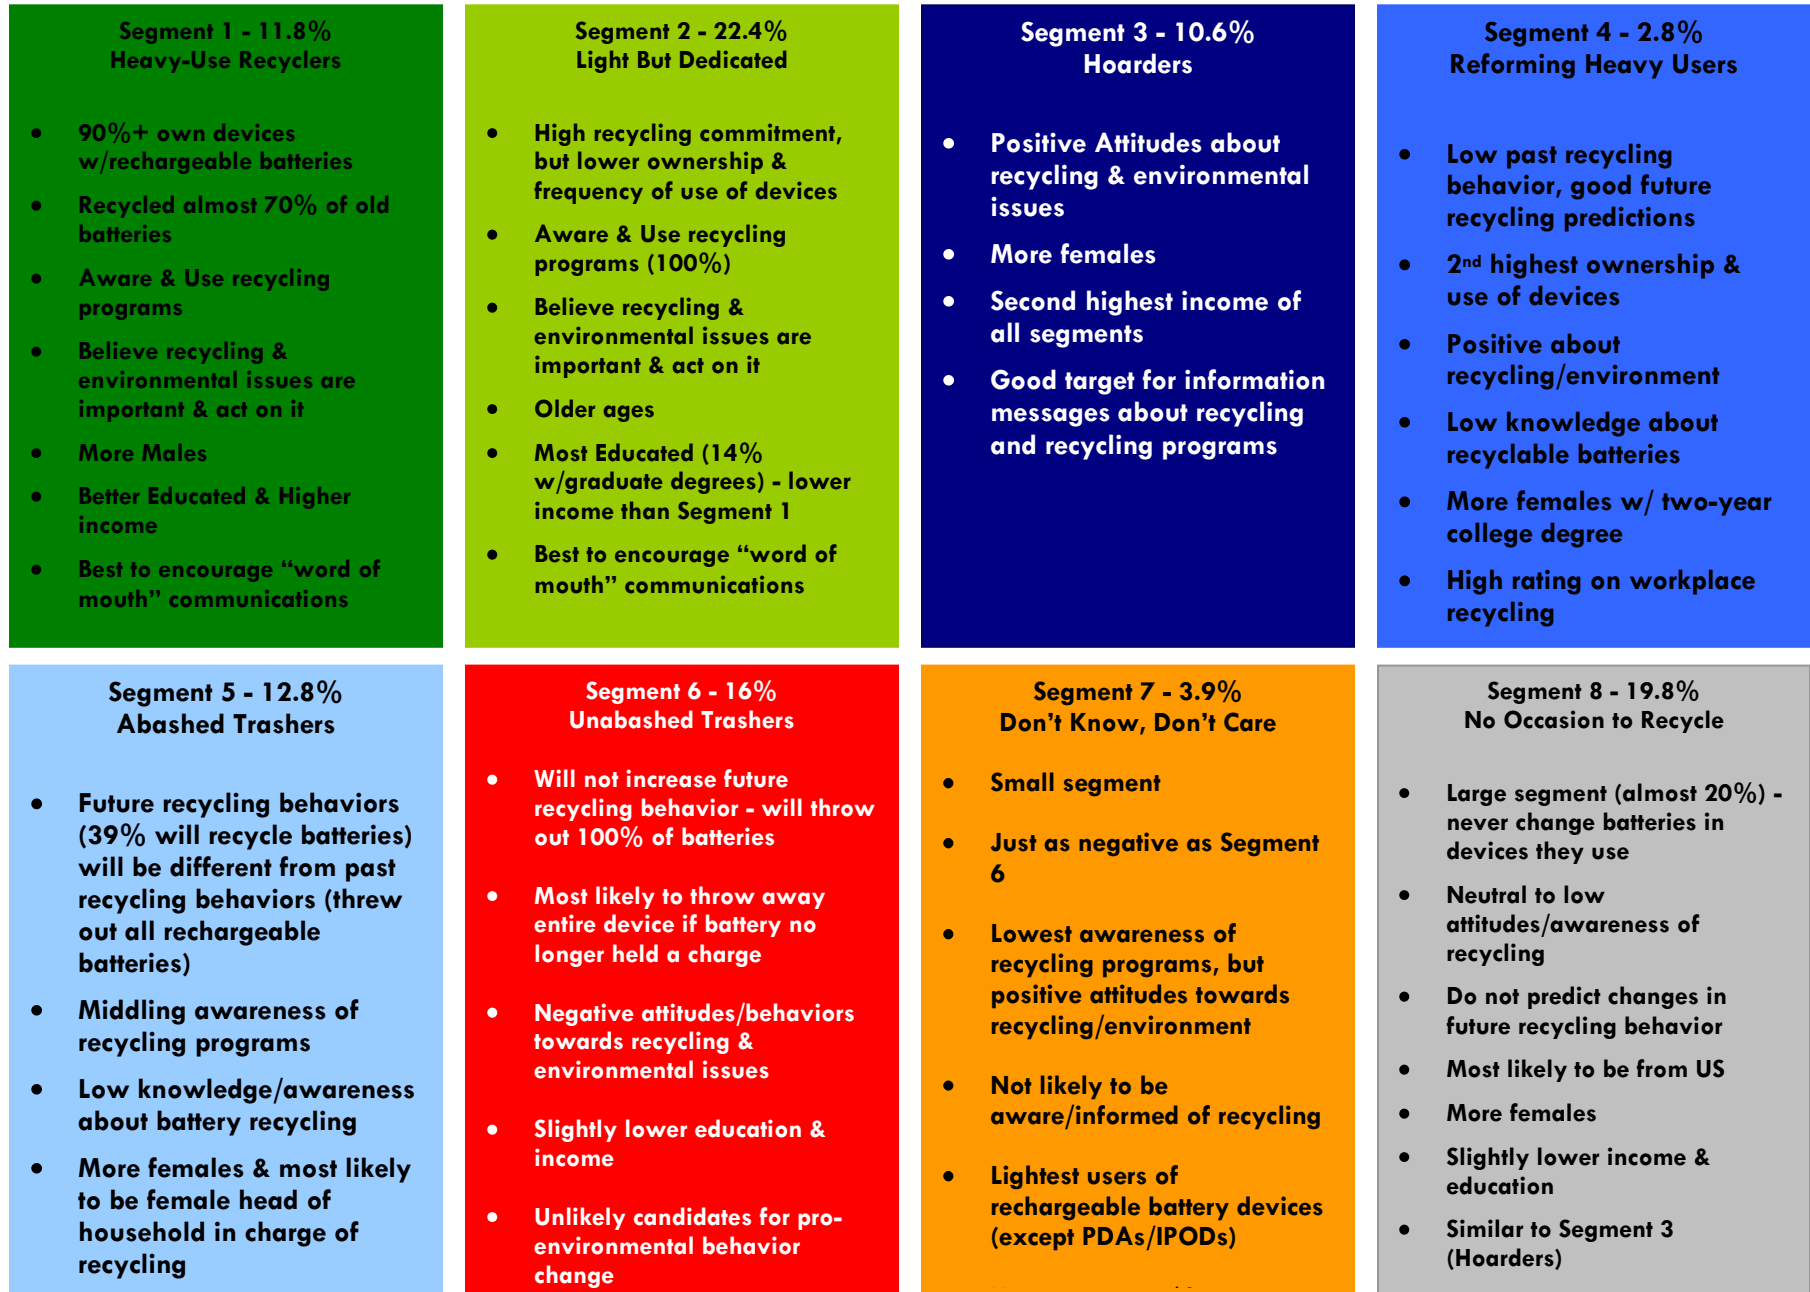 Segment 1 - 11.8%
Heavy-Use Recyclers
• 90%+ own devices
w/rechargeable batteries
• Recycled almost 70% of old
batteries
• Aware & Use recycling
programs
• Believe recycling &
environmental issues are
important & act on it
• More Males
• Better Educated & Higher
income
• Best to encourage “word of
mouth” communications
Segment 2 - 22.4%
Light But Dedicated
• High recycling commitment,
but lower ownership &
frequency of use of devices
• Aware & Use recycling
programs (100%)
• Believe recycling &
environmental issues are
important & act on it
• Older ages
• Most Educated (14%
w/graduate degrees) - lower
income than Segment 1
• Best to encourage “word of
mouth” communications
Segment 3 - 10.6%
Hoarders
• Positive Attitudes about
recycling & environmental
issues
• More females
• Second highest income of
all segments
• Good target for information
messages about recycling
and recycling programs
Segment 4 - 2.8%
Reforming Heavy Users
• Low past recycling
behavior, good future
recycling predictions
• 2nd highest ownership &
use of devices
• Positive about
recycling/environment
• Low knowledge about
recyclable batteries
• More females w/ two-year
college degree
• High rating on workplace
recycling
Segment 5 - 12.8%
Abashed Trashers
• Future recycling behaviors
(39% will recycle batteries)
will be different from past
recycling behaviors (threw
out all rechargeable
batteries)
• Middling awareness of
recycling programs
• Low knowledge/awareness
about battery recycling
• More females & most likely
to be female head of
household in charge of
recycling
Segment 6 - 16%
Unabashed Trashers
• Will not increase future
recycling behavior - will throw
out 100% of batteries
• Most likely to throw away
entire device if battery no
longer held a charge
• Negative attitudes/behaviors
towards recycling &
environmental issues
• Slightly lower education &
income
• Unlikely candidates for pro-
environmental behavior
change
Segment 7 - 3.9%
Don’t Know, Don’t Care
• Small segment
• Just as negative as Segment
6
• Lowest awareness of
recycling programs, but
positive attitudes towards
recycling/environment
• Not likely to be
aware/informed of recycling
• Lightest users of
rechargeable battery devices
(except PDAs/IPODs)
Segment 8 - 19.8%
No Occasion to Recycle
• Large segment (almost 20%) -
never change batteries in
devices they use
• Neutral to low
attitudes/awareness of
recycling
• Do not predict changes in
future recycling behavior
• Most likely to be from US
• More females
• Slightly lower income &
education
• Similar to Segment 3
(Hoarders)